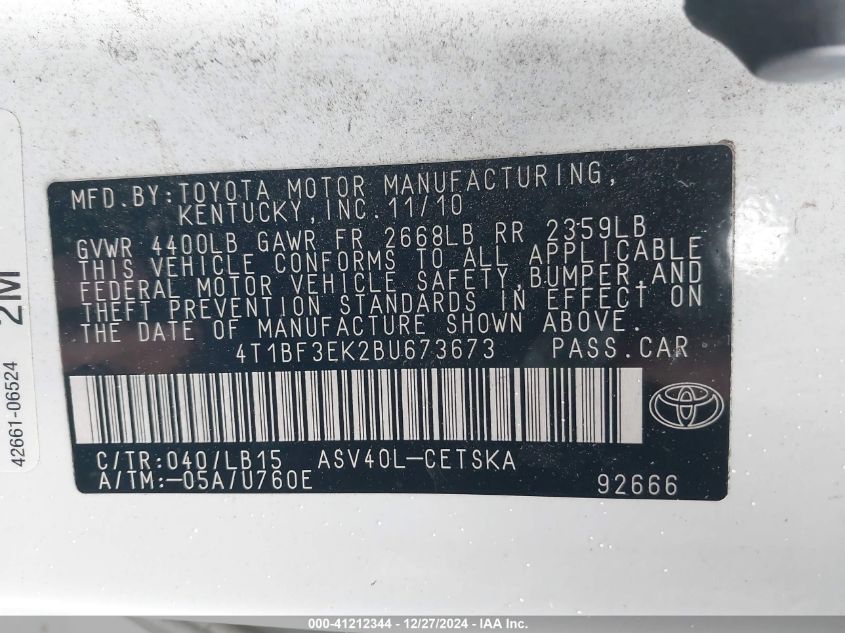 MFD.BY:TOYOTA MOTOR MANUFACTURING,
KENTUCKY,INC.11/10
GVWR 4400LB GAWR FR 2668LB RR 2359LB
THIS VEHICLE CONFORMS TO ALL APPLICABLE
FEDERAL MOTOR VEHICLE SAFETY,BUMPER,AND
THEFT PREVENTION STANDARDS IN EFFECT ON
THE DATE OF MANUFACTURE SHOWN ABOVE.
4T1BF3EK2BU673673 PASS.CAR
C/TR:040/LB15 ASV40L-CETSKA
A/TM:-05A/U760E 92666
42661-06524 2M
000-41212344 - 12/27/2024 - IAA Inc.